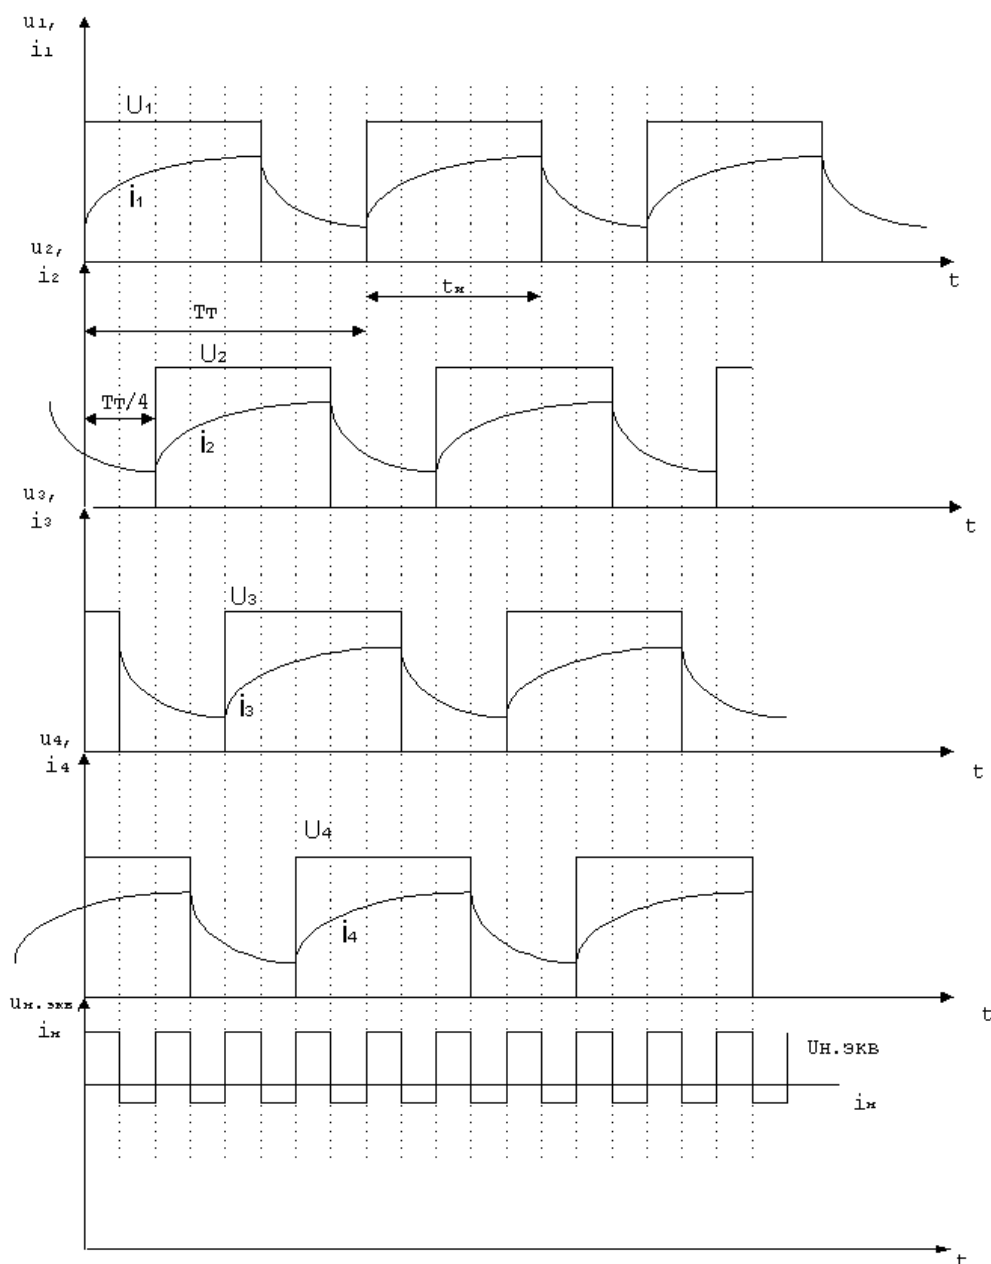 u₁,
i₁
U₁
i₁
t
u₂,
i₂
tи
Tт
U₂
Tт/4
i₂
t
u₃,
i₃
U₃
i₃
t
u₄,
i₄
U₄
i₄
t
uн.экв,
iн
Uн.экв
iн
t